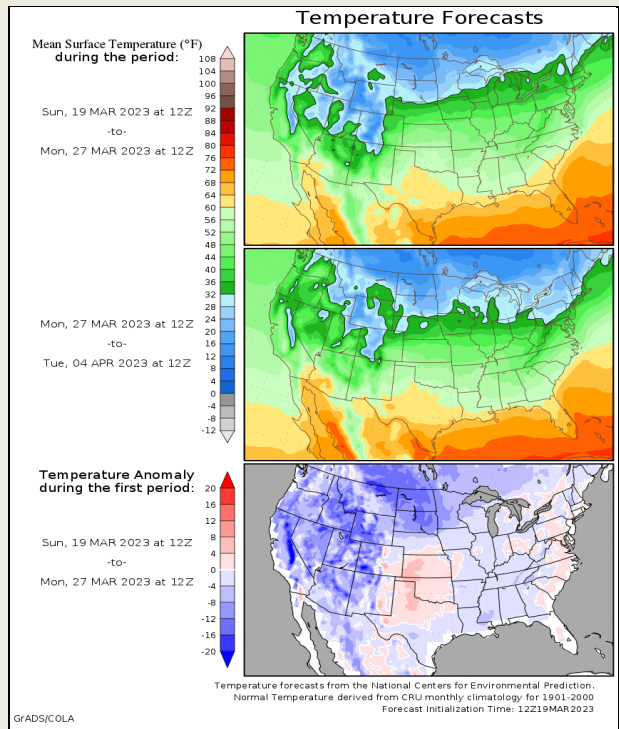 Temperature Forecasts
Mean Surface Temperature (°F)
during the period:
Sun, 19 MAR 2023 at 12Z
-to-
Mon, 27 MAR 2023 at 12Z
108
104
100
96
92
88
84
80
76
72
68
64
60
56
52
48
44
40
36
32
28
24
20
16
12
8
4
0
-4
-8
-12
Mon, 27 MAR 2023 at 12Z
-to-
Tue, 04 APR 2023 at 12Z
Temperature Anomaly
during the first period:
Sun, 19 MAR 2023 at 12Z
-to-
Mon, 27 MAR 2023 at 12Z
20
16
12
8
4
0
-4
-8
-12
-16
-20
Temperature forecasts from the National Centers for Environmental Prediction.
Normal Temperature derived from CRU monthly climatology for 1901-2000
Forecast Initialization Time: 12Z19MAR2023
GrADS/COLA